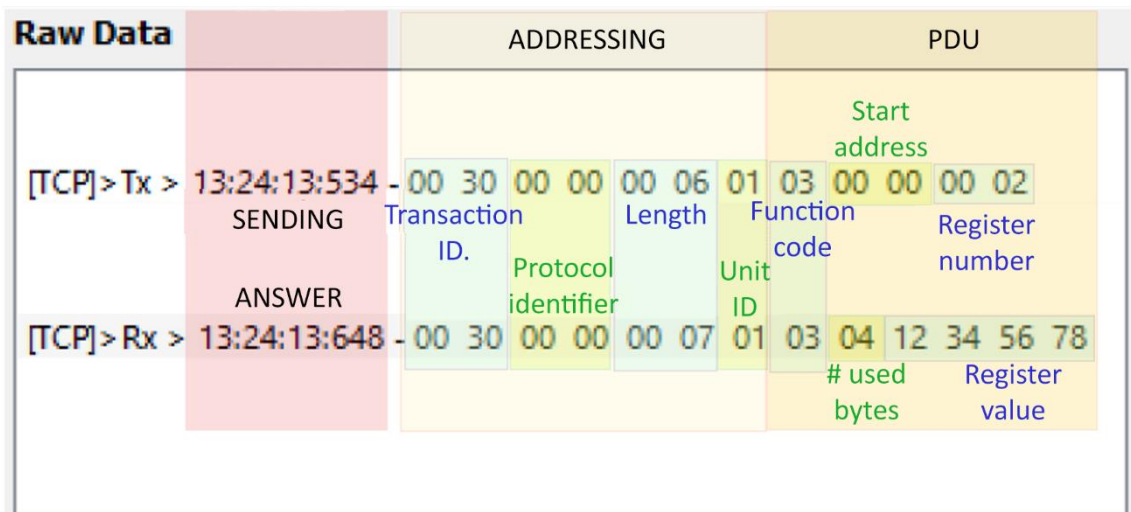 Raw Data
ADDRESSING
PDU
Start
address
[TCP]>Tx > 13:24:13:534 - 00 30 00 00 00 06 01 03 00 00 00 02
SENDING
Transaction
ID.
Protocol
identifier
Length
Unit
ID
Function
code
Register
number
ANSWER
[TCP]>Rx > 13:24:13:648 - 00 30 00 00 00 07 01 03 04 12 34 56 78
# used
bytes
Register
value